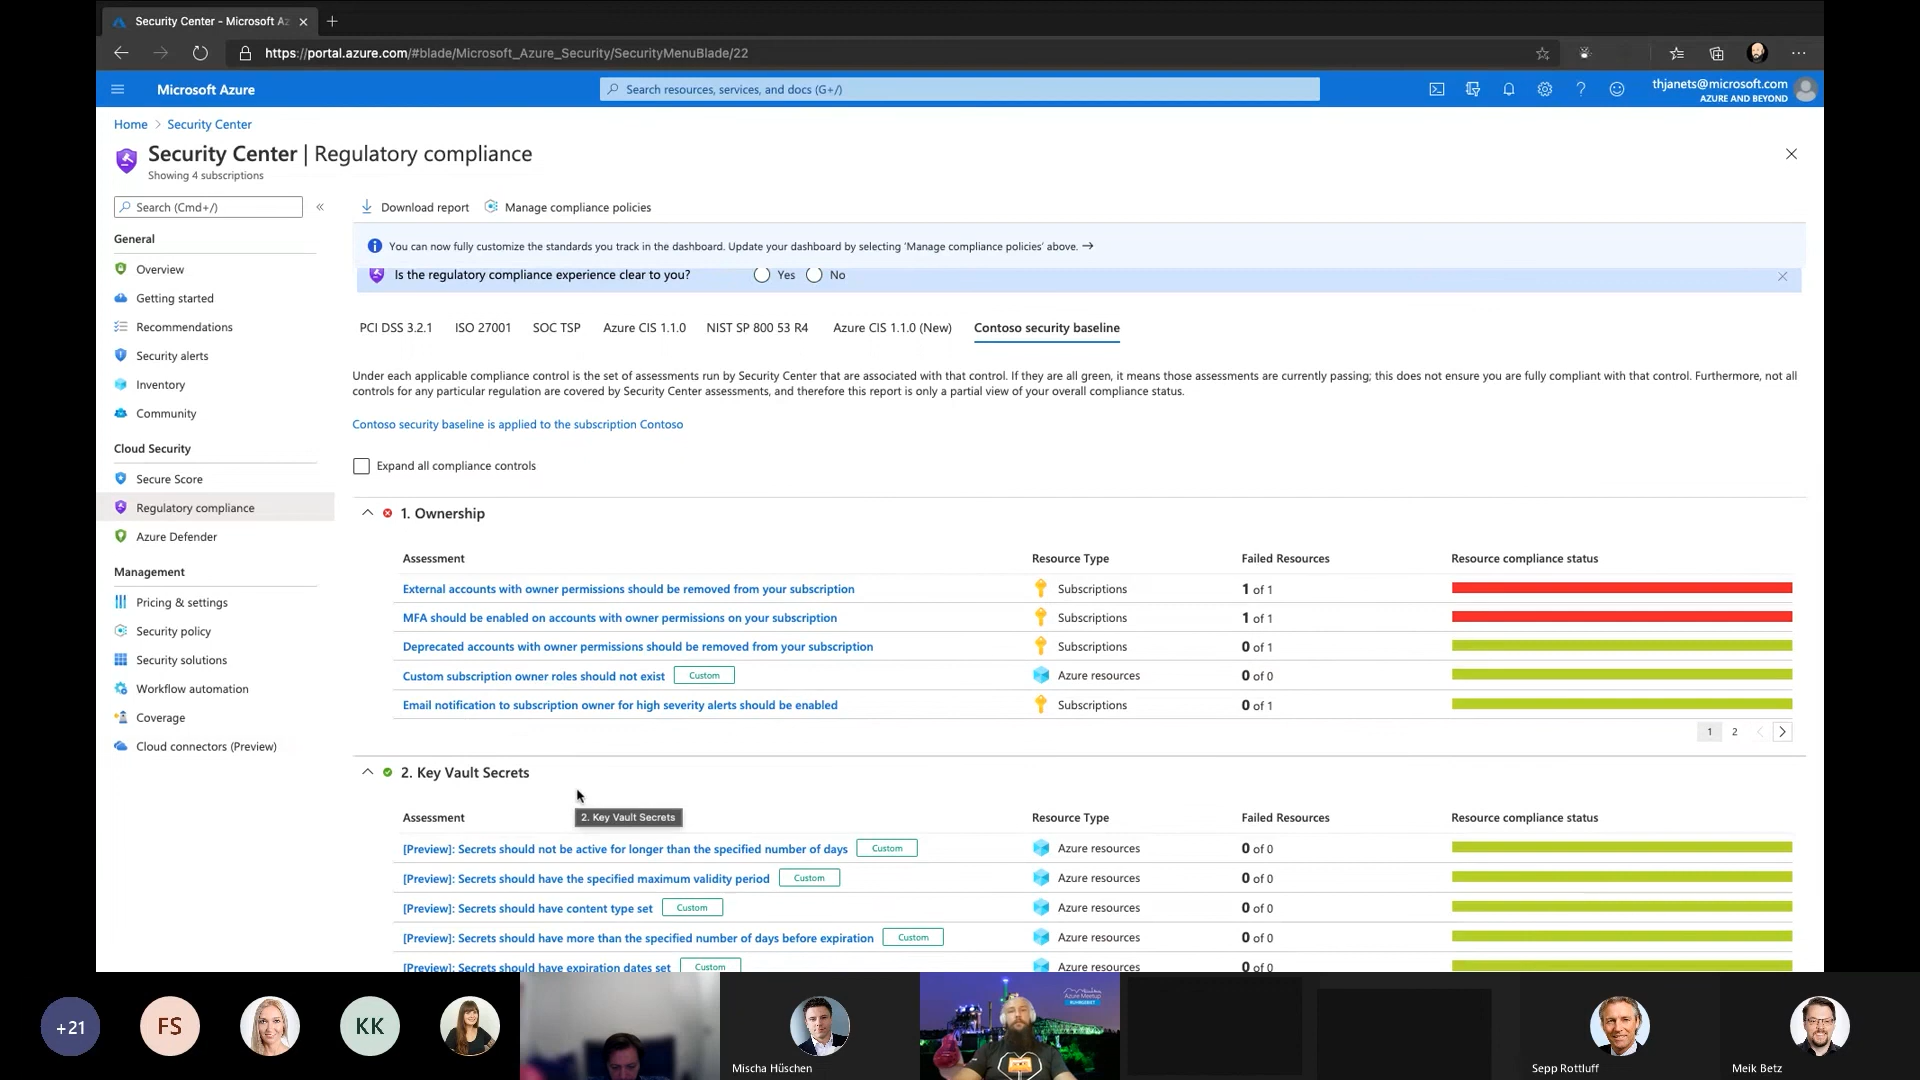 Security Center - Microsoft Az
https://portal.azure.com/#blade/Microsoft_Azure_Security/SecurityMenuBlade/22
Microsoft Azure
Search resources, services, and docs (G+/)
thjanets@microsoft.com
AZURE AND BEYOND
Home > Security Center
Security Center | Regulatory compliance
Showing 4 subscriptions
Search (Cmd+/)
«
Download report
Manage compliance policies
General
You can now fully customize the standards you track in the dashboard. Update your dashboard by selecting 'Manage compliance policies' above. →
Is the regulatory compliance experience clear to you?
Yes
No
Overview
Getting started
Recommendations
Security alerts
Inventory
Community
Cloud Security
Secure Score
Regulatory compliance
Azure Defender
Management
Pricing & settings
Security policy
Security solutions
Workflow automation
Coverage
Cloud connectors (Preview)
PCI DSS 3.2.1 ISO 27001 SOC TSP Azure CIS 1.1.0 NIST SP 800 53 R4 Azure CIS 1.1.0 (New) Contoso security baseline
Under each applicable compliance control is the set of assessments run by Security Center that are associated with that control. If they are all green, it means those assessments are currently passing; this does not ensure you are fully compliant with that control. Furthermore, not all
controls for any particular regulation are covered by Security Center assessments, and therefore this report is only a partial view of your overall compliance status.
Contoso security baseline is applied to the subscription Contoso
Expand all compliance controls
1. Ownership
Assessment Resource Type Failed Resources Resource compliance status
External accounts with owner permissions should be removed from your subscription Subscriptions 1 of 1
MFA should be enabled on accounts with owner permissions on your subscription Subscriptions 1 of 1
Deprecated accounts with owner permissions should be removed from your subscription Subscriptions 0 of 1
Custom subscription owner roles should not exist Custom Azure resources 0 of 0
Email notification to subscription owner for high severity alerts should be enabled Subscriptions 0 of 1
1 2
2. Key Vault Secrets
Assessment Resource Type Failed Resources Resource compliance status
2. Key Vault Secrets
[Preview]: Secrets should not be active for longer than the specified number of days Custom Azure resources 0 of 0
[Preview]: Secrets should have the specified maximum validity period Custom Azure resources 0 of 0
[Preview]: Secrets should have content type set Custom Azure resources 0 of 0
[Preview]: Secrets should have more than the specified number of days before expiration Custom Azure resources 0 of 0
[Preview]: Secrets should have expiration dates set Custom Azure resources 0 of 0
+21
FS
KK
Azure Meetup
RUHRGEBIET
Mischa Hüschen
Sepp Rottluff
Meik Betz